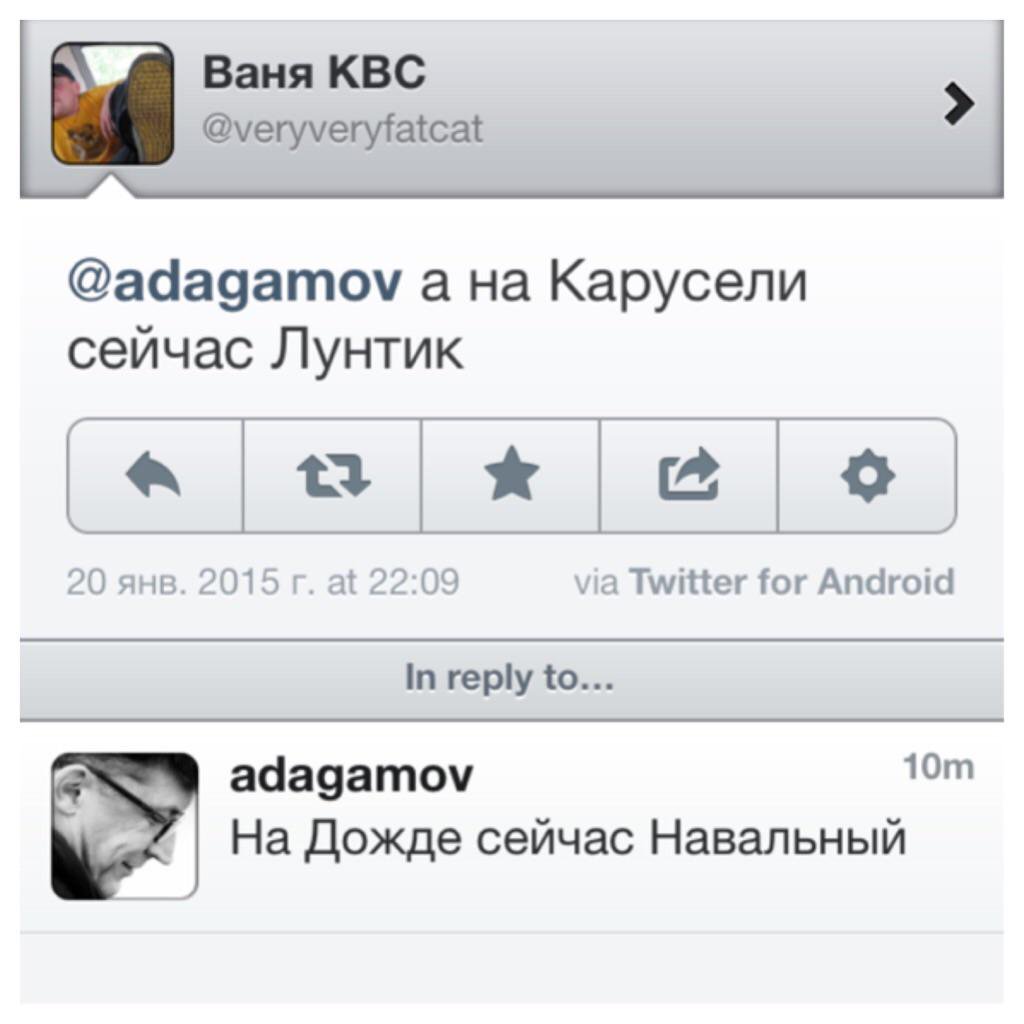 Ваня КВС
@veryveryfatcat
@adagamov а на Карусели
сейчас Лунтик
20 янв. 2015 г. at 22:09 via Twitter for Android
In reply to...
adagamov 10m
На Дожде сейчас Навальный